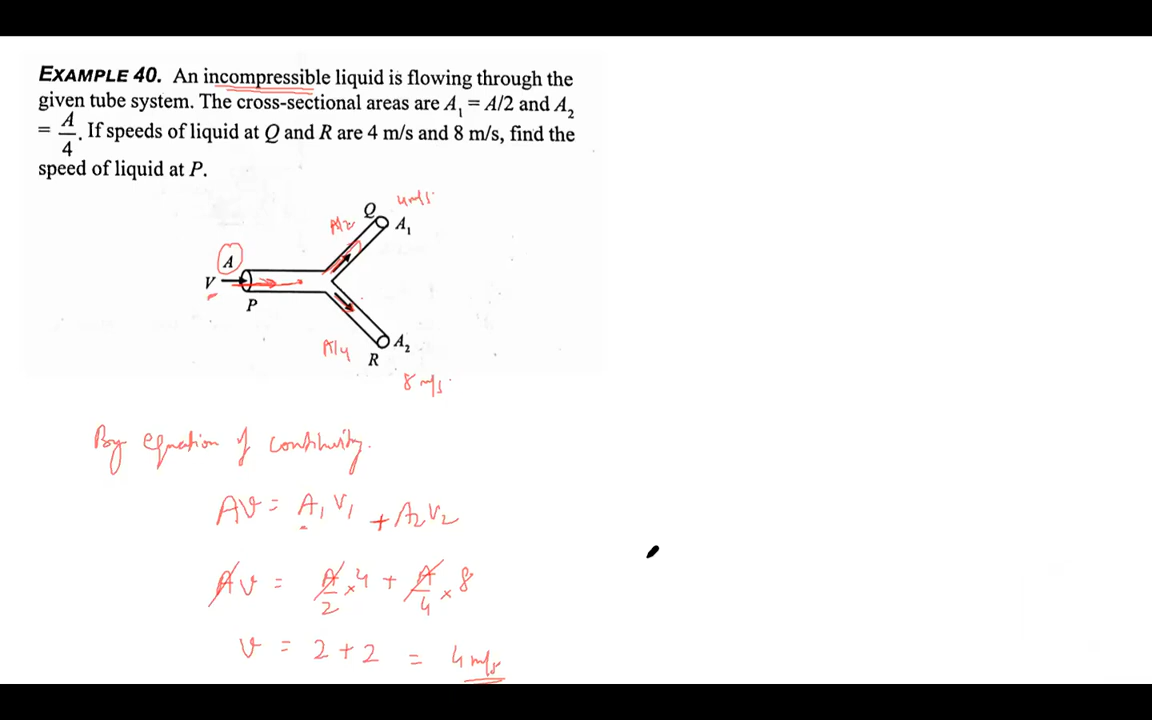 EXAMPLE 40. An incompressible liquid is flowing through the
given tube system. The cross-sectional areas are A₁ = A/2 and A₂
= A/4. If speeds of liquid at Q and R are 4 m/s and 8 m/s, find the
speed of liquid at P.
Q 4m/s
A/2 A₁
A
V
P
A/4 A₂
R
8 m/s
By equation of continuity.
Av = A₁V₁ + A₂V₂
Av = A/2 × 4 + A/4 × 8
v = 2 + 2 = 4 m/s